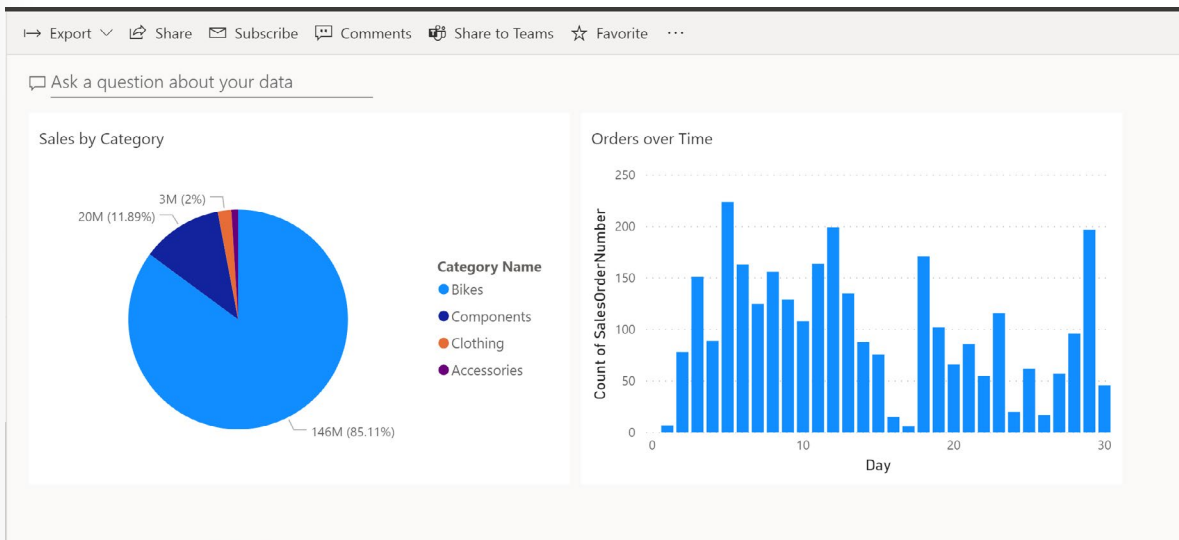 Export Share Subscribe Comments Share to Teams Favorite ...
Ask a question about your data
Sales by Category
3M (2%)
20M (11.89%)
146M (85.11%)
Category Name
Bikes
Components
Clothing
Accessories
Orders over Time
Count of SalesOrderNumber
250
200
150
100
50
0
0 10 20 30
Day